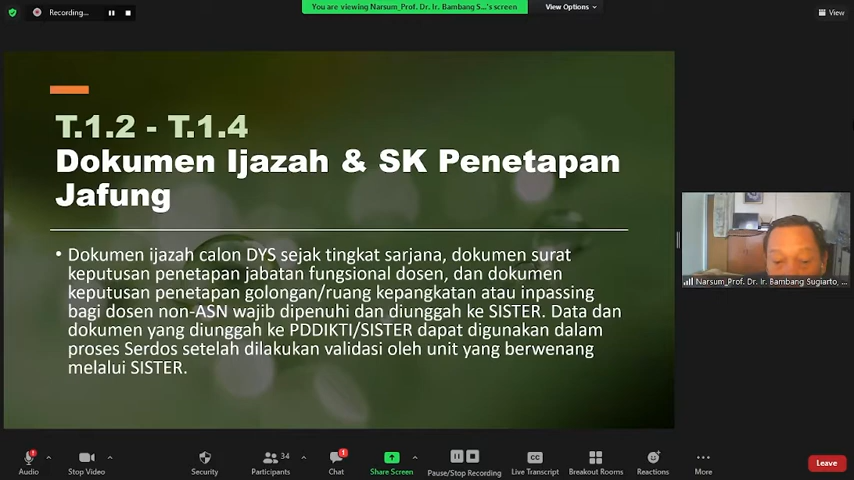 Recording...
You are viewing Narsum_Prof. Dr. Ir. Bambang S...'s screen
View Options
View
T.1.2 - T.1.4
Dokumen Ijazah & SK Penetapan
Jafung
• Dokumen ijazah calon DYS sejak tingkat sarjana, dokumen surat
keputusan penetapan jabatan fungsional dosen, dan dokumen
keputusan penetapan golongan/ruang kepangkatan atau inpassing
bagi dosen non-ASN wajib dipenuhi dan diunggah ke SISTER. Data dan
dokumen yang diunggah ke PDDIKTI/SISTER dapat digunakan dalam
proses Serdos setelah dilakukan validasi oleh unit yang berwenang
melalui SISTER.
Narsum_Prof. Dr. Ir. Bambang Sugiarto, ...
1
34
1
CC
Audio
Stop Video
Security
Participants
Chat
Share Screen
Pause/Stop Recording
Live Transcript
Breakout Rooms
Reactions
More
Leave